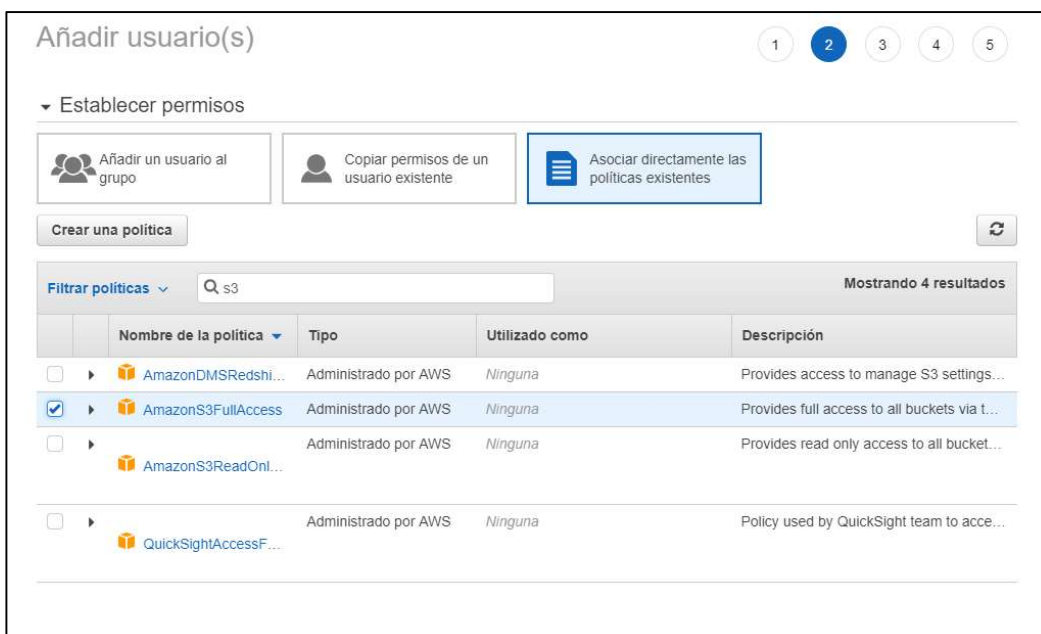 Añadir usuario(s)
1 2 3 4 5
Establecer permisos
Añadir un usuario al
grupo
Copiar permisos de un
usuario existente
Asociar directamente las
políticas existentes
Crear una política
Filtrar políticas
s3
Mostrando 4 resultados
Nombre de la política Tipo Utilizado como Descripción
AmazonDMSRedshi... Administrado por AWS Ninguna Provides access to manage S3 settings...
AmazonS3FullAccess Administrado por AWS Ninguna Provides full access to all buckets via t...
AmazonS3ReadOnl... Administrado por AWS Ninguna Provides read only access to all bucket...
QuickSightAccessF... Administrado por AWS Ninguna Policy used by QuickSight team to acce...